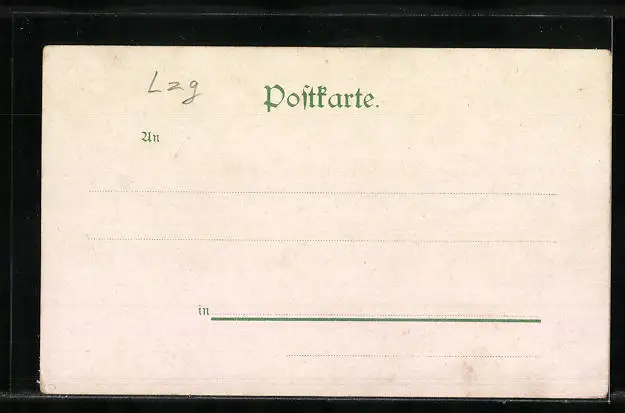 Lzg
Poſtkarte.
An
in